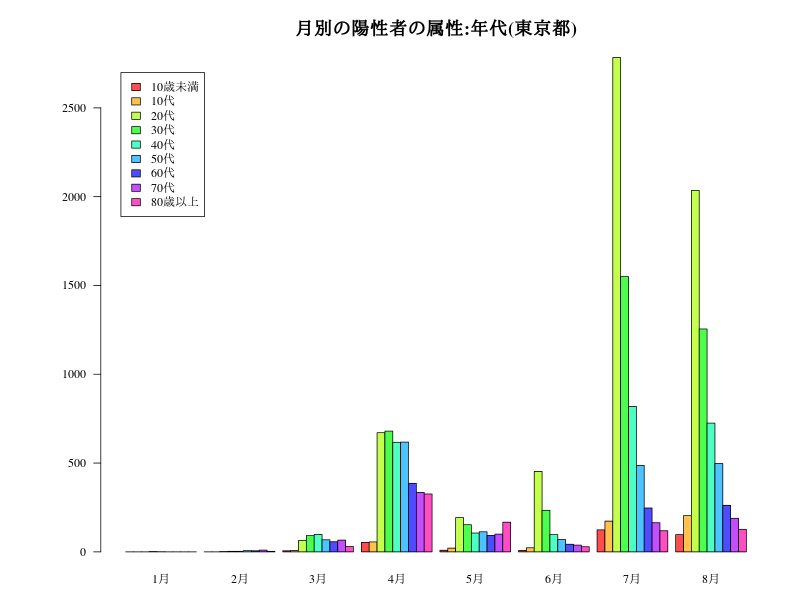 月別の陽性者の属性:年代(東京都)
10歳未満
10代
20代
30代
40代
50代
60代
70代
80歳以上
2500
2000
1500
1000
500
0
1月 2月 3月 4月 5月 6月 7月 8月